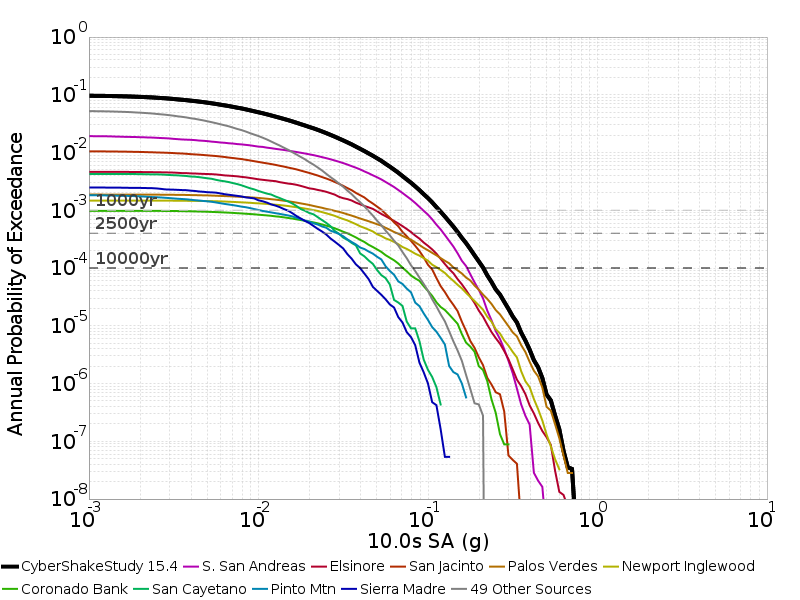 10^0
10^-1
10^-2
10^-3
10^-4
10^-5
10^-6
10^-7
10^-8
Annual Probability of Exceedance
1000yr
2500yr
10000yr
10^-3 10^-2 10^-1 10^0 10^1
10.0s SA (g)
CyberShakeStudy 15.4 S. San Andreas Elsinore San Jacinto Palos Verdes Newport Inglewood
Coronado Bank San Cayetano Pinto Mtn Sierra Madre 49 Other Sources